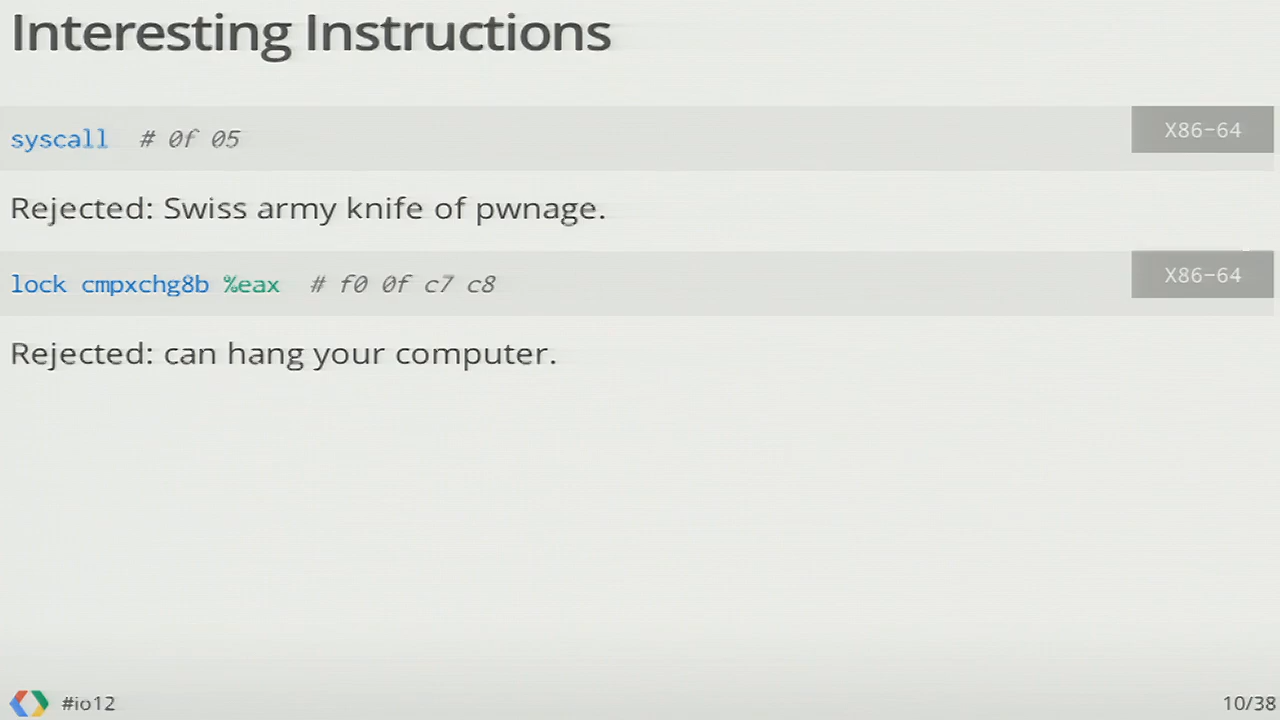 Interesting Instructions
syscall # 0f 05
X86-64
Rejected: Swiss army knife of pwnage.
lock cmpxchg8b %eax # f0 0f c7 c8
X86-64
Rejected: can hang your computer.
#io12
10/38